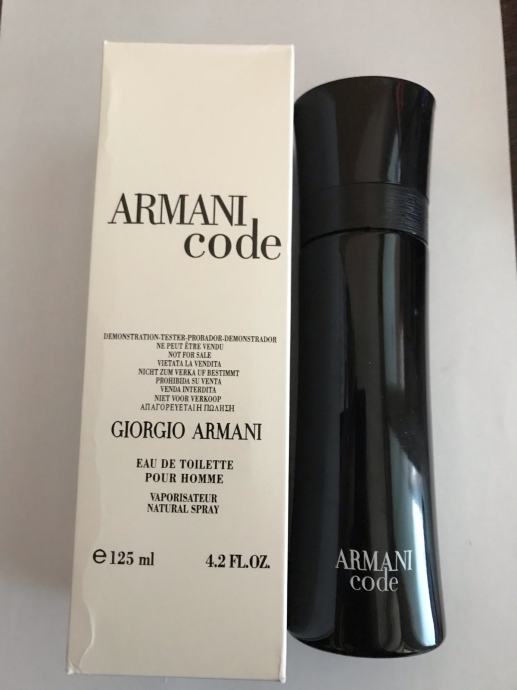 ARMANI
code
DEMONSTRATION-TESTER-PROBADOR-DEMONSTRADOR
NE PEUT ÊTRE VENDU
NOT FOR SALE
VIETATA LA VENDITA
NICHT ZUM VERKA UF BESTIMMT
PROHIBIDA SU VENTA
VENDA INTERDITA
NIET VOOR VERKOOP
ΑΠΑΓΟΡΕΥΕΤΑΙ Η ΠΩΛΗΣΗ
GIORGIO ARMANI
EAU DE TOILETTE
POUR HOMME
VAPORISATEUR
NATURAL SPRAY
e 125 ml 4.2 FL.OZ.
ARMANI
code